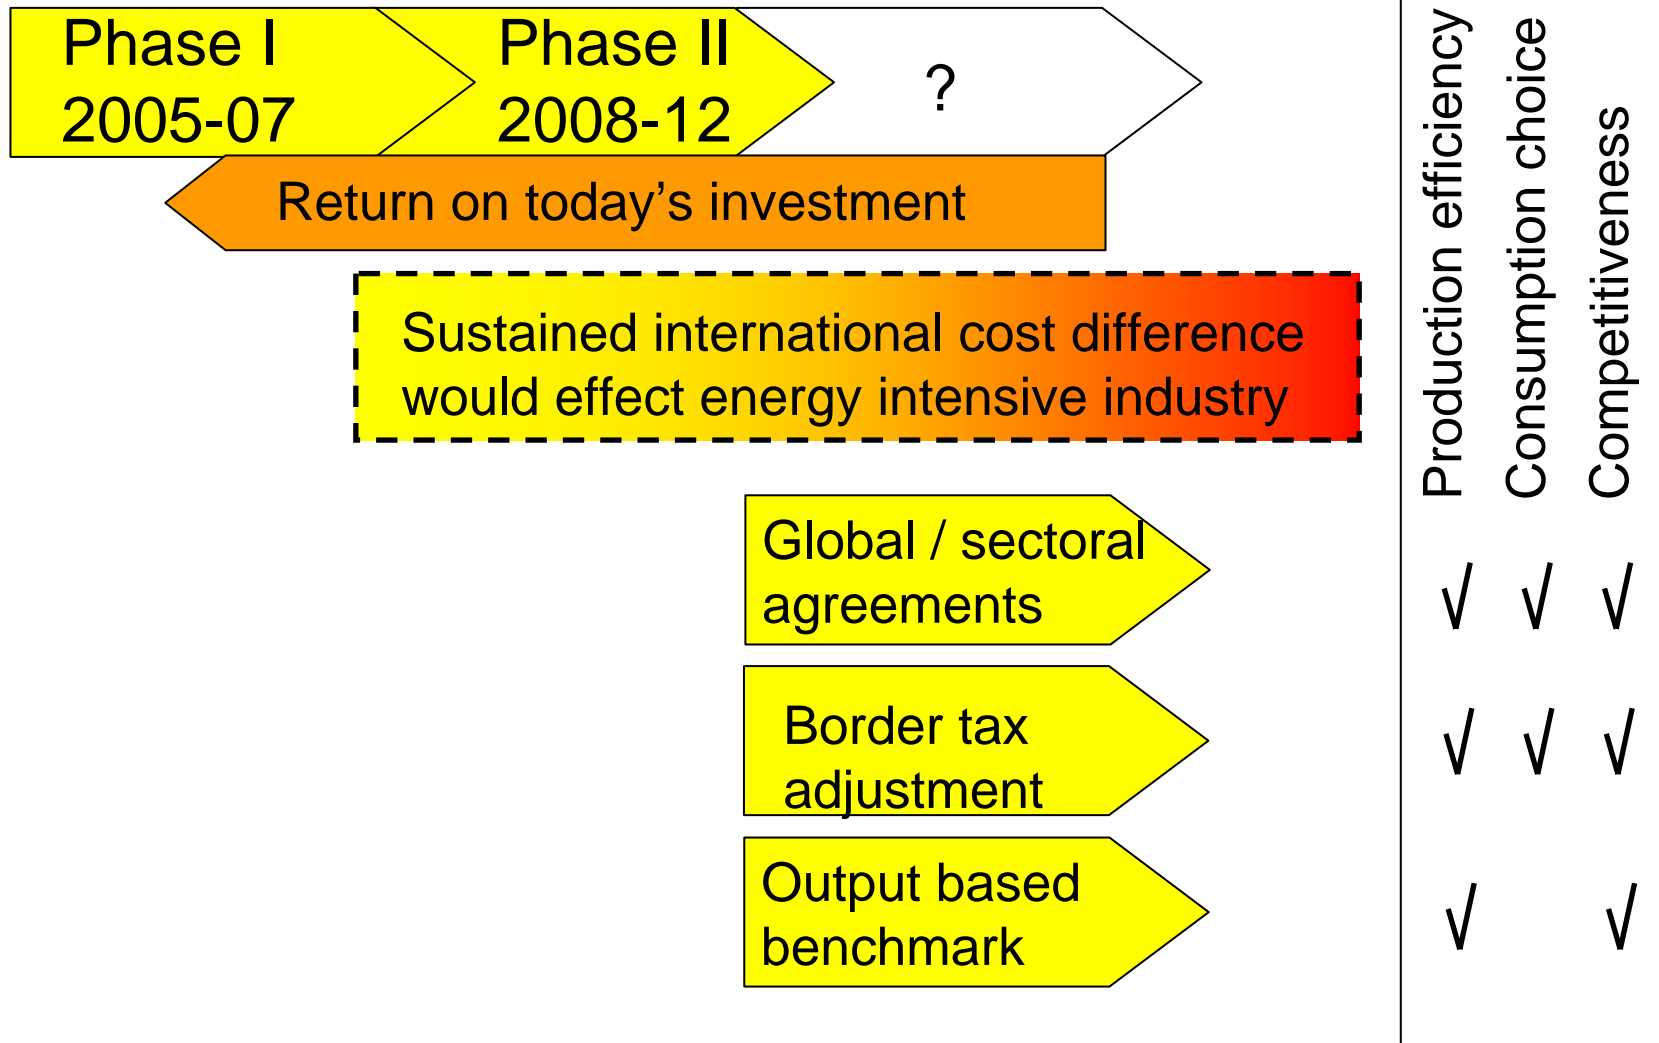 Phase I
2005-07
Phase II
2008-12
?
Return on today’s investment
Sustained international cost difference
would effect energy intensive industry
Production efficiency
Consumption choice
Competitiveness
Global / sectoral
agreements
√ √ √
Border tax
adjustment
√ √ √
Output based
benchmark
√ √